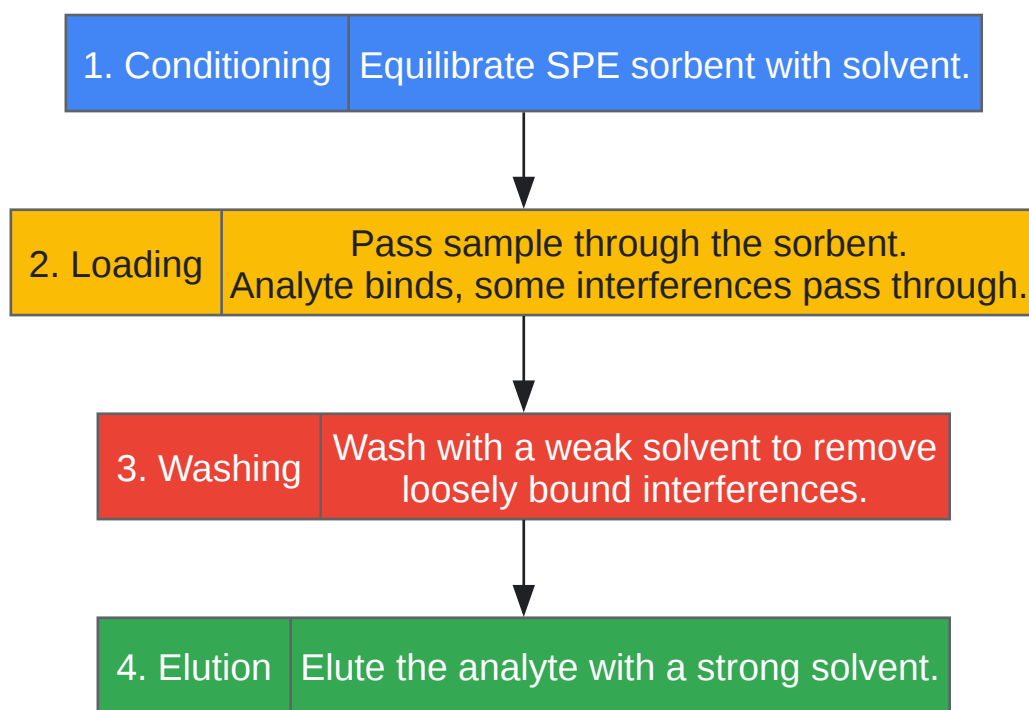 1. Conditioning
Equilibrate SPE sorbent with solvent.
2. Loading
Pass sample through the sorbent.
Analyte binds, some interferences pass through.
3. Washing
Wash with a weak solvent to remove
loosely bound interferences.
4. Elution
Elute the analyte with a strong solvent.